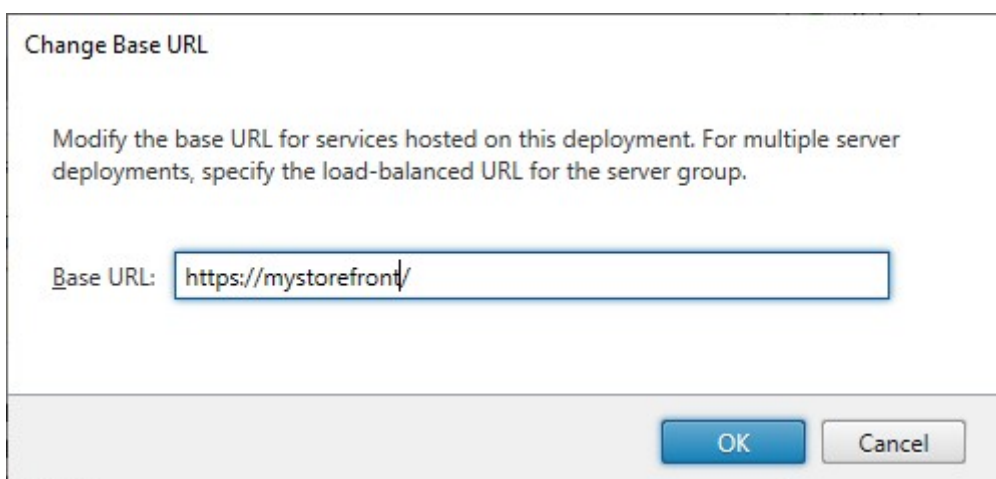 Change Base URL
Modify the base URL for services hosted on this deployment. For multiple server
deployments, specify the load-balanced URL for the server group.
Base URL: https://mystorefront/
OK Cancel